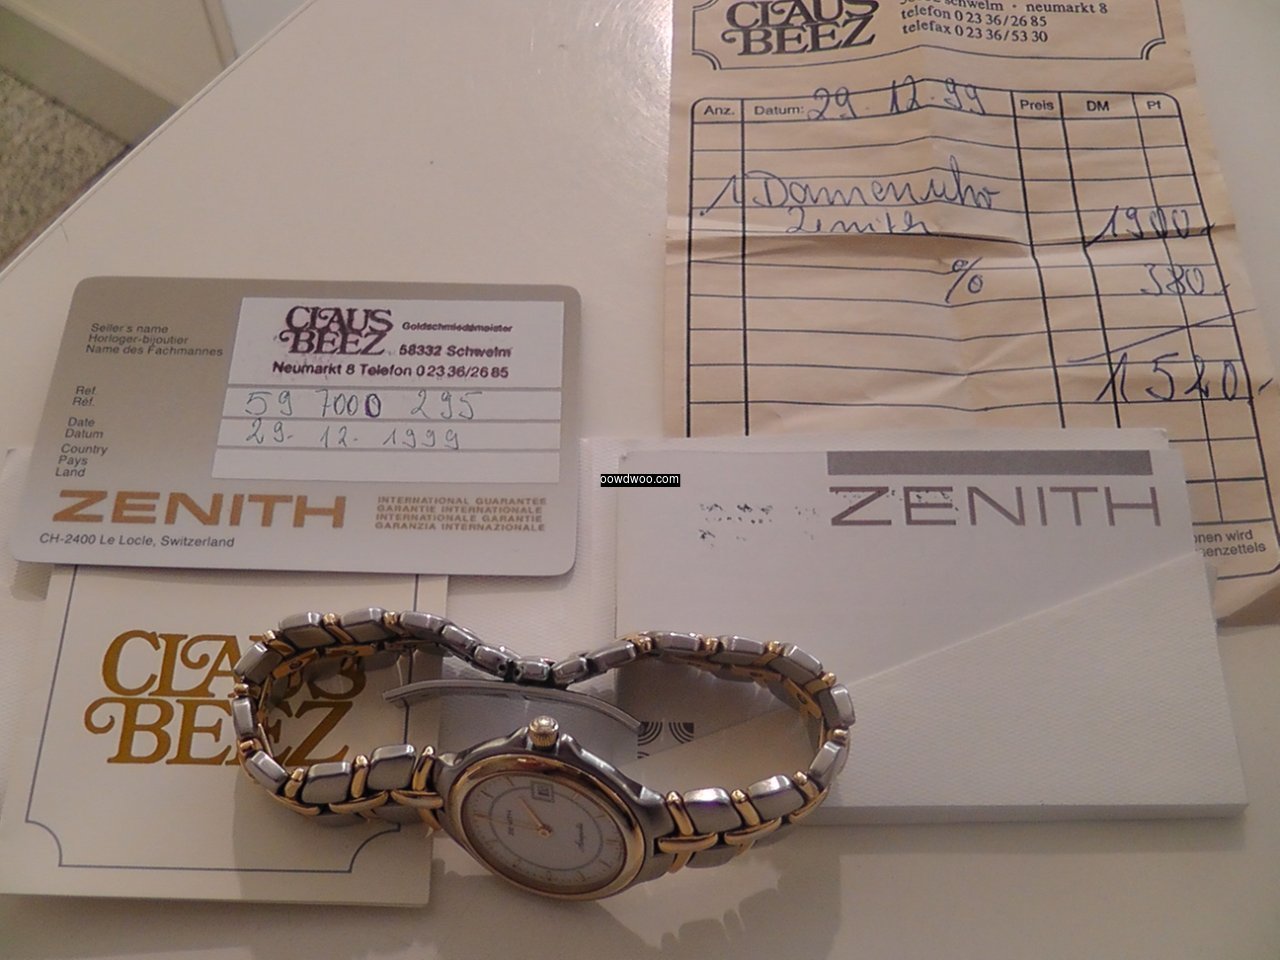 CLAUS
BEEZ
schwelm · neumarkt 8
telefon 0 23 36/26 85
telefax 0 23 36/53 30
Anz. Datum: 29.12.99 Preis DM Pf
1 Damenuhr
Zenith 1900
% 380
1520.-
Seller's name
Horloger-bijoutier
Name des Fachmannes
CLAUS
BEEZ
Goldschmiedemeister
58332 Schwelm
Neumarkt 8 Telefon 0 23 36/26 85
Ref.
Réf.
59 7000 295
Date
Datum
29. 12. 1999
Country
Pays
Land
ZENITH
INTERNATIONAL GUARANTEE
GARANTIE INTERNATIONALE
INTERNATIONALE GARANTIE
GARANZIA INTERNAZIONALE
CH-2400 Le Locle, Switzerland
oowdwoo.com
ZENITH
nen wird
enzettels
CLAUS
BEEZ
ZENITH